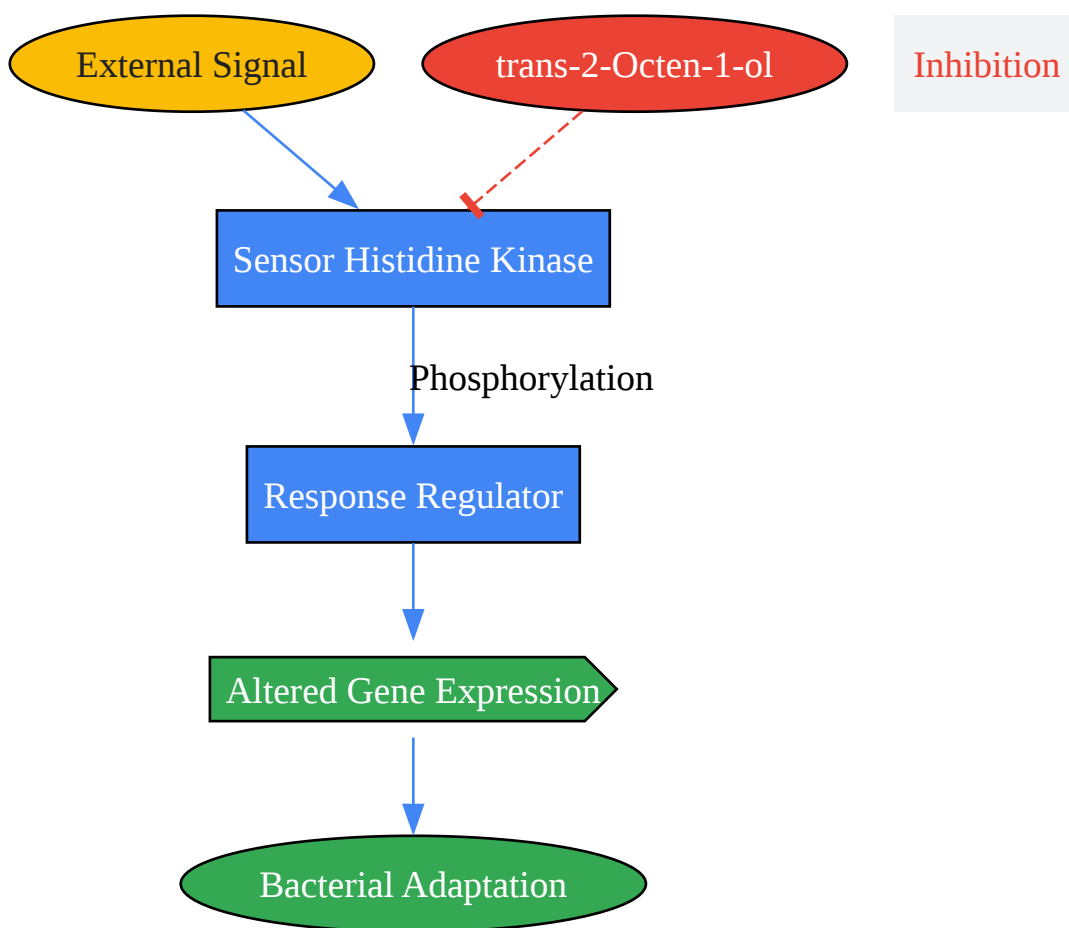 External Signal
trans-2-Octen-1-ol
Inhibition
Sensor Histidine Kinase
Phosphorylation
Response Regulator
Altered Gene Expression
Bacterial Adaptation